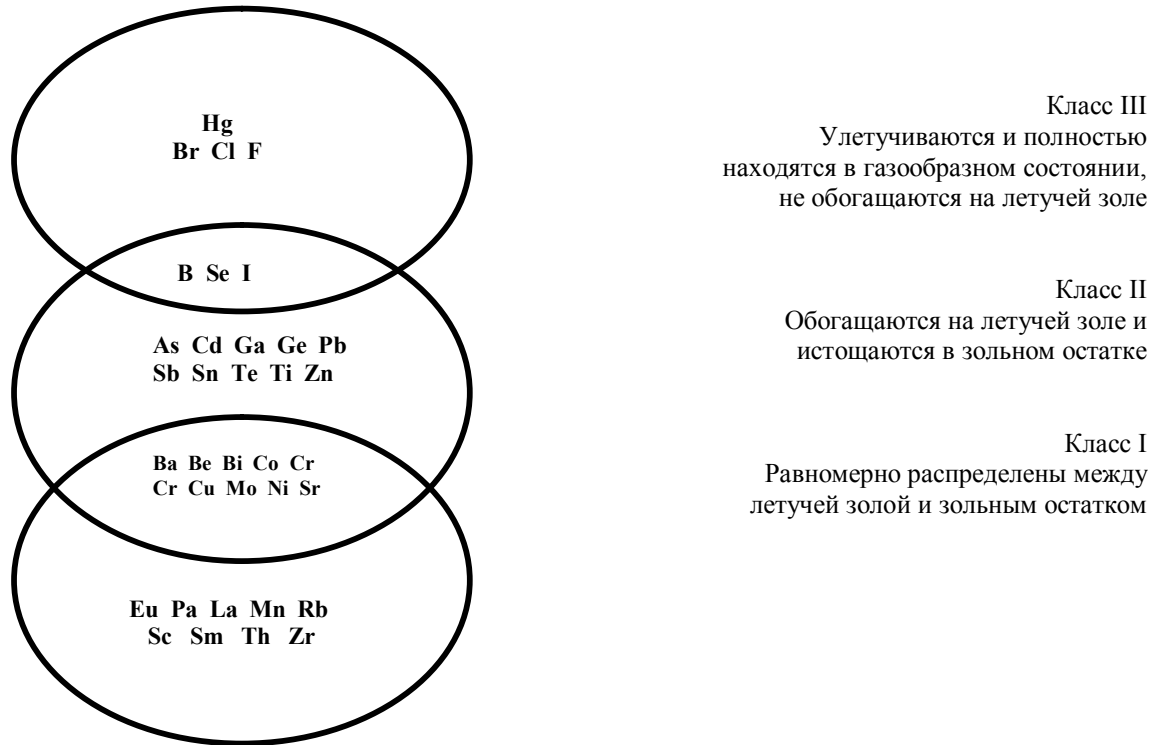 Hg
Br Cl F
B Se I
As Cd Ga Ge Pb
Sb Sn Te Ti Zn
Ba Be Bi Co Cr
Cr Cu Mo Ni Sr
Eu Pa La Mn Rb
Sc Sm Th Zr
Класс III
Улетучиваются и полностью
находятся в газообразном состоянии,
не обогащаются на летучей золе
Класс II
Обогащаются на летучей золе и
истощаются в зольном остатке
Класс I
Равномерно распределены между
летучей золой и зольным остатком